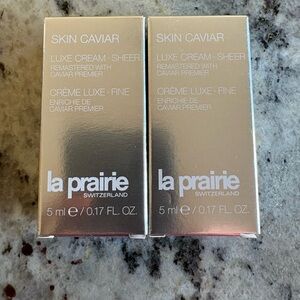 SKIN CAVIAR
LUXE CREAM · SHEER
REMASTERED WITH
CAVIAR PREMIER
CRÈME LUXE · FINE
ENRICHIE DE
CAVIAR PREMIER
la prairie
SWITZERLAND
5 ml e / 0.17 FL. OZ.
SKIN CAVIAR
LUXE CREAM · SHEER
REMASTERED WITH
CAVIAR PREMIER
CRÈME LUXE · FINE
ENRICHIE DE
CAVIAR PREMIER
la prairie
SWITZERLAND
5 ml e / 0.17 FL. OZ.